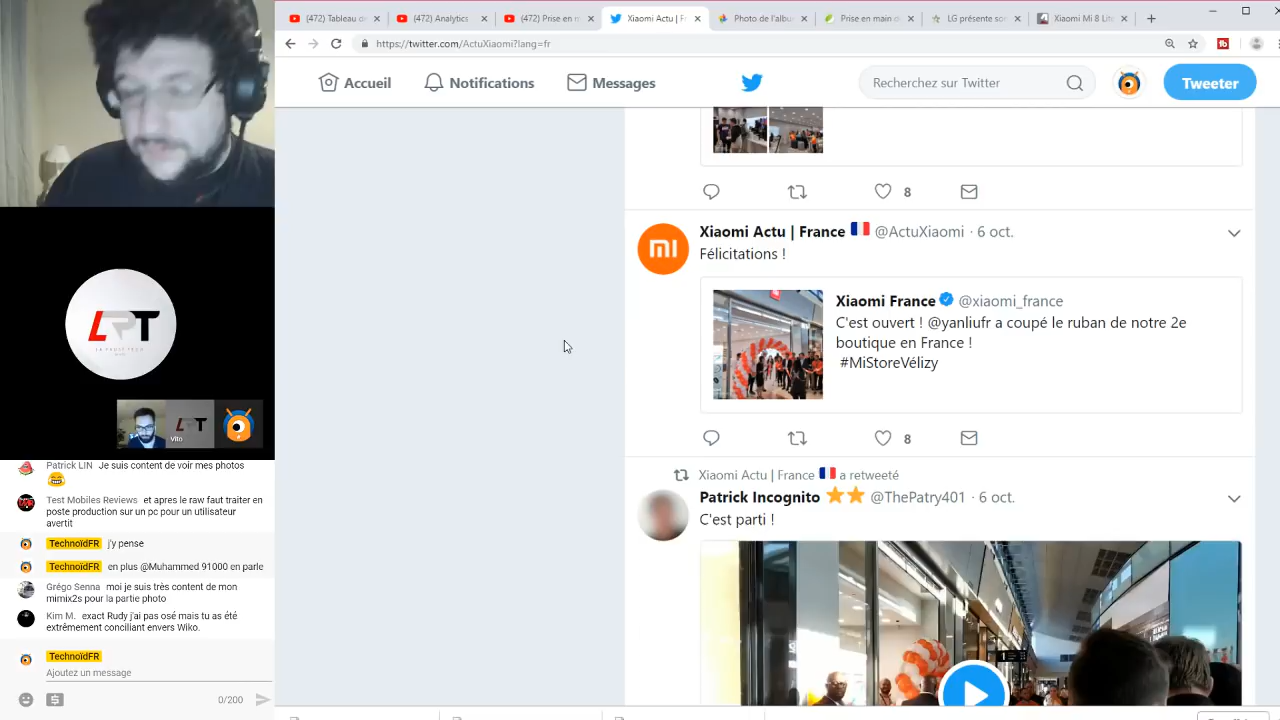 (472) Tableau d
(472) Analytics
(472) Prise en m
Xiaomi Actu | F
Photo de l'albu
Prise en main d
LG présente so
Xiaomi Mi 8 Lite
https://twitter.com/ActuXiaomi?lang=fr
Accueil
Notifications
Messages
Recherchez sur Twitter
Tweeter
8
Xiaomi Actu | France @ActuXiaomi · 6 oct.
Félicitations !
Xiaomi France @xiaomi_france
C'est ouvert ! @yanliufr a coupé le ruban de notre 2e
boutique en France !
#MiStoreVélizy
8
Xiaomi Actu | France a retweeté
Patrick Incognito @ThePatry401 · 6 oct.
C'est parti !
LPT
Vito
Patrick LIN Je suis content de voir mes photos
Test Mobiles Reviews et apres le raw faut traiter en
poste production sur un pc pour un utilisateur
avertit
TechnoïdFR j'y pense
TechnoïdFR en plus @Muhammed 91000 en parle
Grégo Senna moi je suis très content de mon
mimix2s pour la partie photo
Kim M. exact Rudy j'ai pas osé mais tu as été
extrêmement conciliant envers Wiko.
TechnoïdFR
Ajoutez un message
0/200